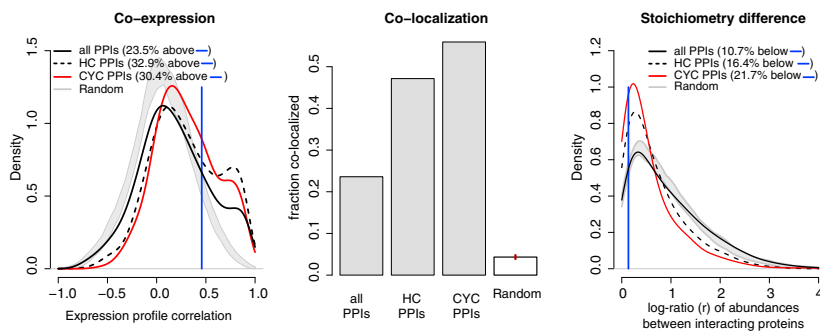 Co-expression
all PPIs (23.5% above —)
HC PPIs (32.9% above —)
CYC PPIs (30.4% above —)
Random
Density
0.0
0.5
1.0
1.5
−1.0 −0.5 0.0 0.5 1.0
Expression profile correlation
Co-localization
fraction co-localized
0.0 0.1 0.2 0.3 0.4 0.5
all PPIs
HC PPIs
CYC PPIs
Random
Stoichiometry difference
all PPIs (10.7% below —)
HC PPIs (16.4% below —)
CYC PPIs (21.7% below —)
Random
Density
0.0 0.2 0.4 0.6 0.8 1.0 1.2
0 1 2 3 4
log-ratio (r) of abundances
between interacting proteins